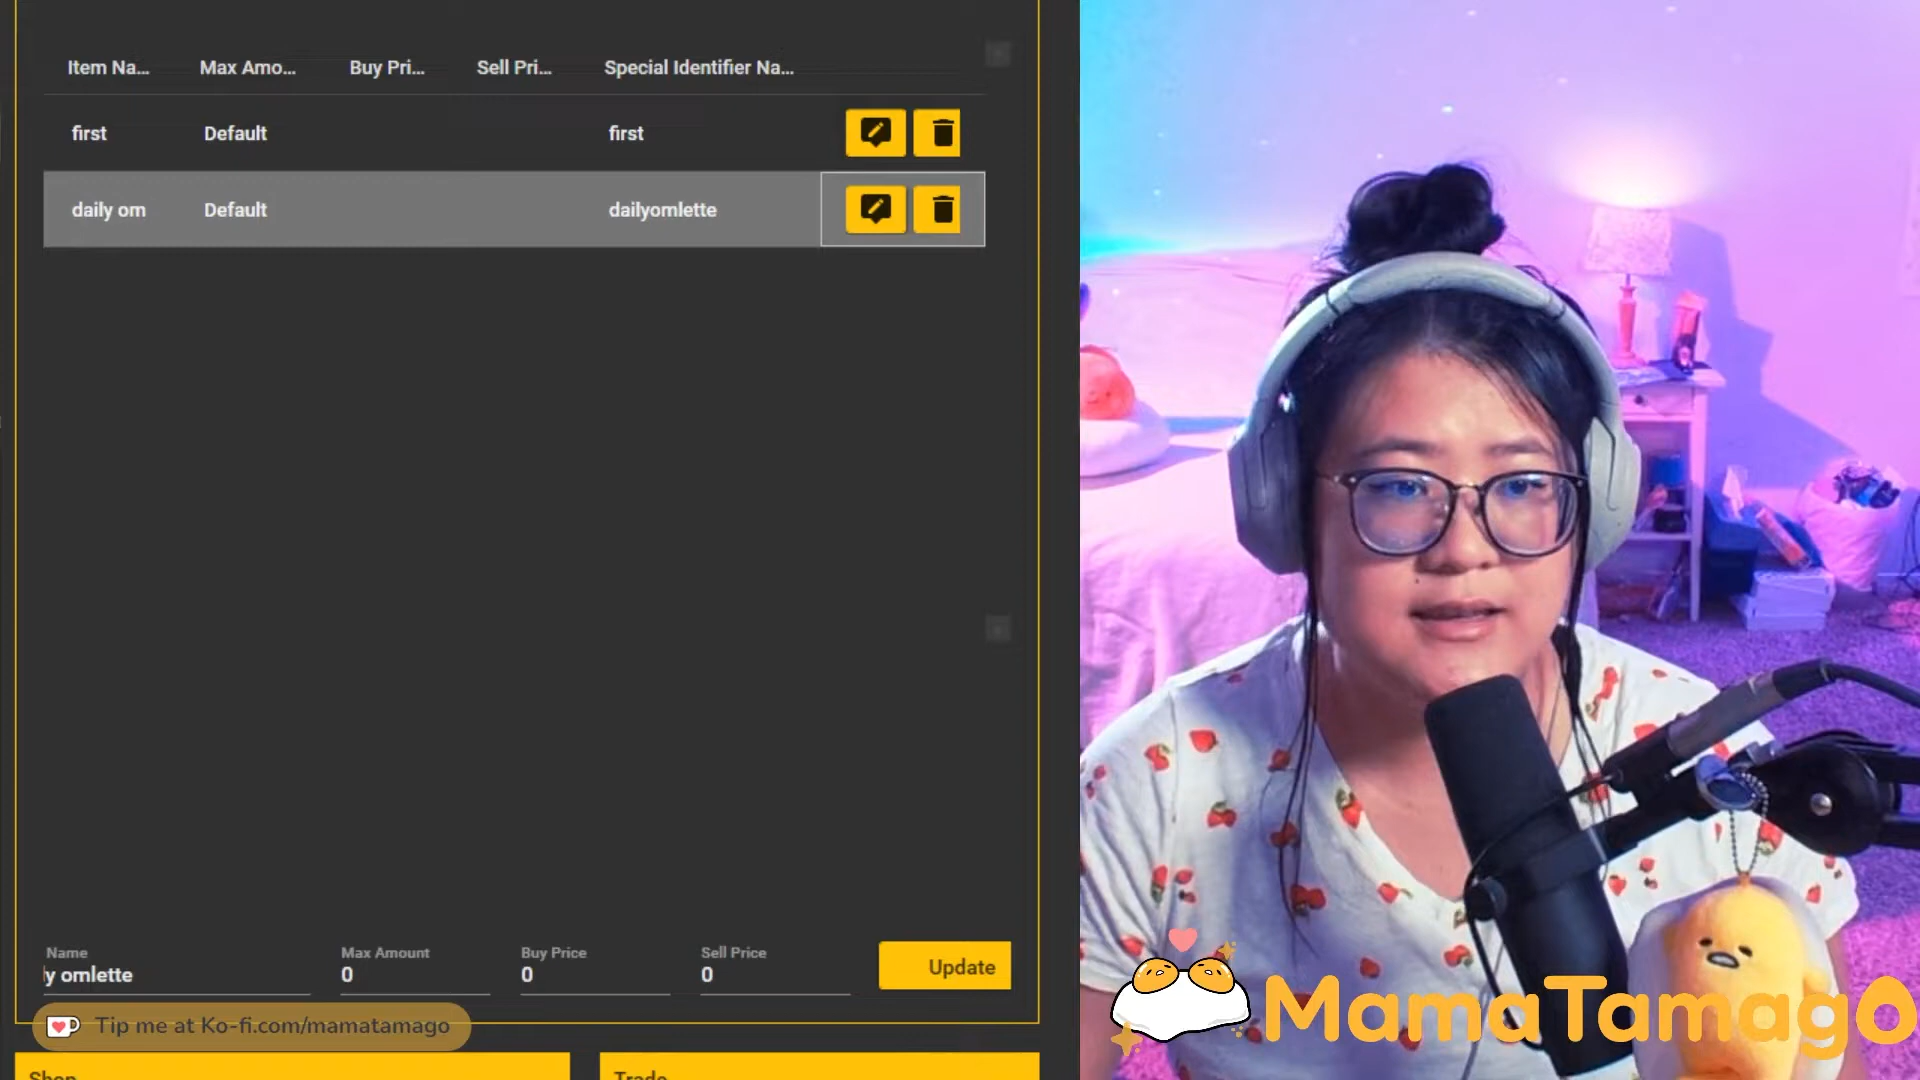 Item Na... Max Amo... Buy Pri... Sell Pri... Special Identifier Na...
first Default first
daily om Default dailyomlette
Name Max Amount Buy Price Sell Price
y omlette 0 0 0 Update
Tip me at Ko-fi.com/mamatamago
MamaTamago
Shop Trade